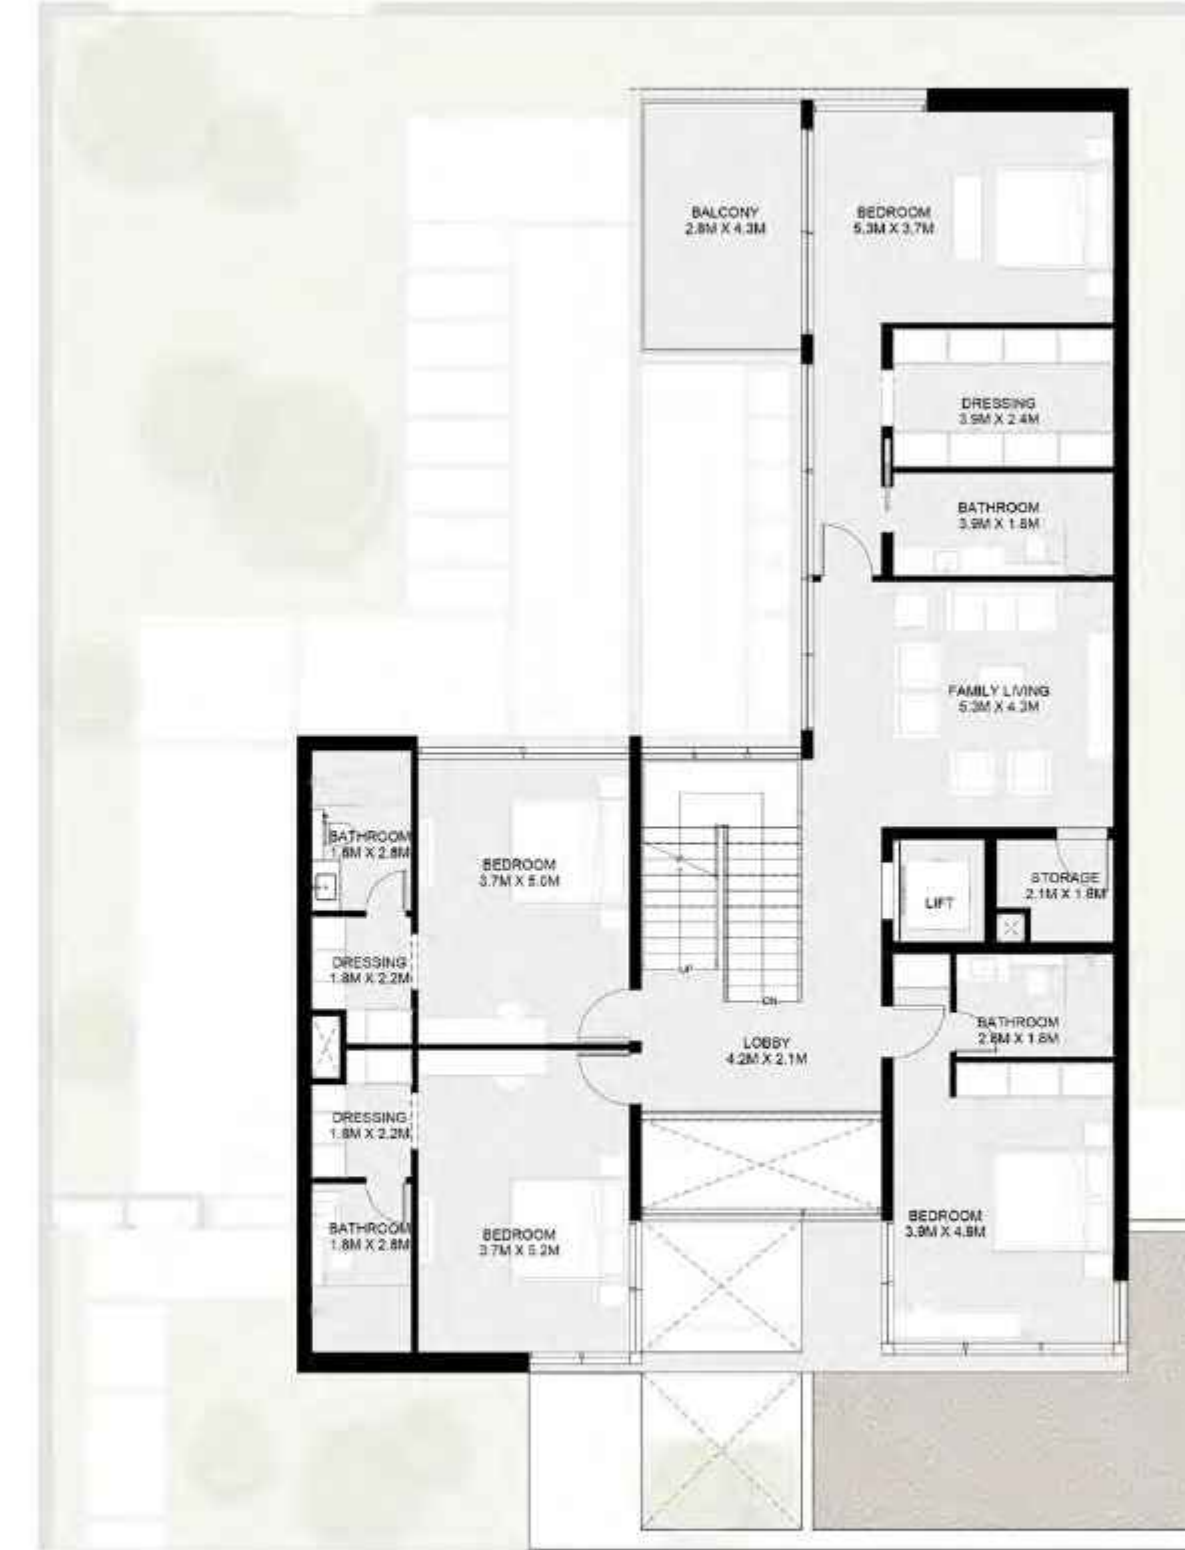 BALCONY
2.8M X 4.3M
BEDROOM
5.3M X 3.7M
DRESSING
3.9M X 2.4M
BATHROOM
3.9M X 1.8M
FAMILY LIVING
5.3M X 4.3M
BATHROOM
1.8M X 2.8M
BEDROOM
3.7M X 5.0M
LIFT
STORAGE
2.1M X 1.8M
DRESSING
1.8M X 2.2M
UP
DN
LOBBY
4.2M X 2.1M
BATHROOM
2.8M X 1.8M
DRESSING
1.8M X 2.2M
BATHROOM
1.8M X 2.8M
BEDROOM
3.7M X 5.2M
BEDROOM
3.9M X 4.9M